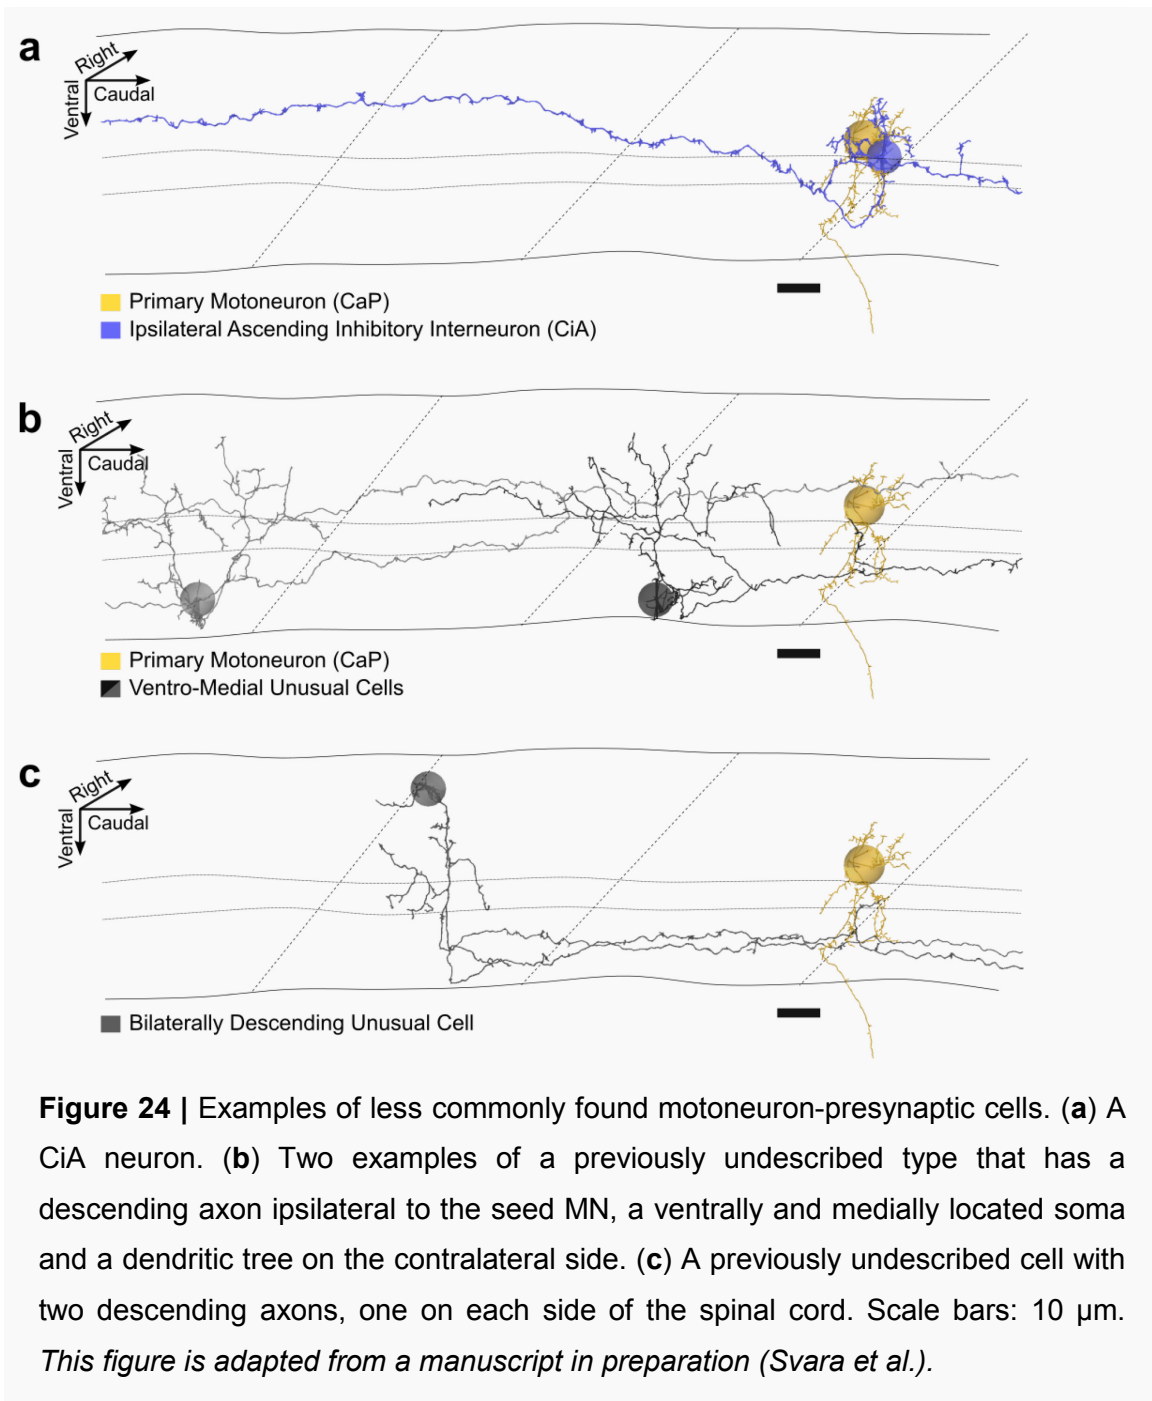 a
Right
Caudal
Ventral
Primary Motoneuron (CaP)
Ipsilateral Ascending Inhibitory Interneuron (CiA)
b
Right
Caudal
Ventral
Primary Motoneuron (CaP)
Ventro-Medial Unusual Cells
c
Right
Caudal
Ventral
Bilaterally Descending Unusual Cell
Figure 24 | Examples of less commonly found motoneuron-presynaptic cells. (a) A
CiA neuron. (b) Two examples of a previously undescribed type that has a
descending axon ipsilateral to the seed MN, a ventrally and medially located soma
and a dendritic tree on the contralateral side. (c) A previously undescribed cell with
two descending axons, one on each side of the spinal cord. Scale bars: 10 µm.
This figure is adapted from a manuscript in preparation (Svara et al.).